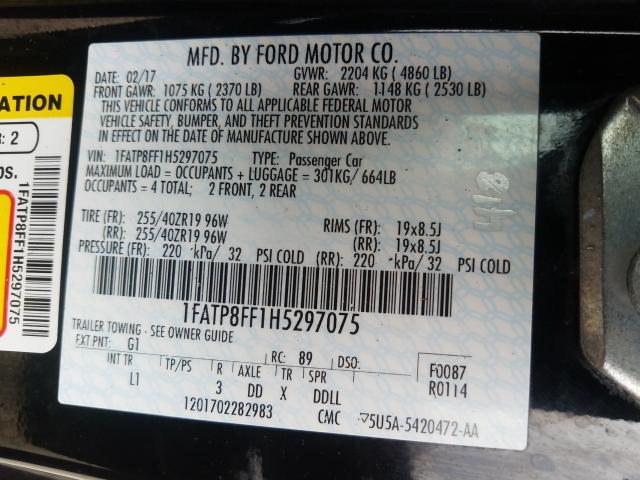 MFD. BY FORD MOTOR CO.
DATE: 02/17 GVWR: 2204 KG ( 4860 LB)
FRONT GAWR: 1075 KG ( 2370 LB) REAR GAWR: 1148 KG ( 2530 LB)
THIS VEHICLE CONFORMS TO ALL APPLICABLE FEDERAL MOTOR
VEHICLE SAFETY, BUMPER, AND THEFT PREVENTION STANDARDS
IN EFFECT ON THE DATE OF MANUFACTURE SHOWN ABOVE.
VIN: 1FATP8FF1H5297075 TYPE: Passenger Car
MAXIMUM LOAD = OCCUPANTS + LUGGAGE = 301KG/ 664LB
OCCUPANTS = 4 TOTAL; 2 FRONT, 2 REAR
TIRE (FR): 255/40ZR19 96W RIMS (FR): 19x8.5J
(RR): 255/40ZR19 96W (RR): 19x8.5J
PRESSURE (FR): 220 kPa/ 32 PSI COLD (RR): 220 kPa/ 32 PSI COLD
1FATP8FF1H5297075
TRAILER TOWING - SEE OWNER GUIDE
EXT PNT: G1 RC: 89 DSO: F0087
INT TR TP/PS R AXLE TR SPR R0114
L1 3 DD X DDLL
1201702282983 CMC 5U5A-5420472-AA
418
ATION
R: 2
DS.
1FATP8FF1H5297075